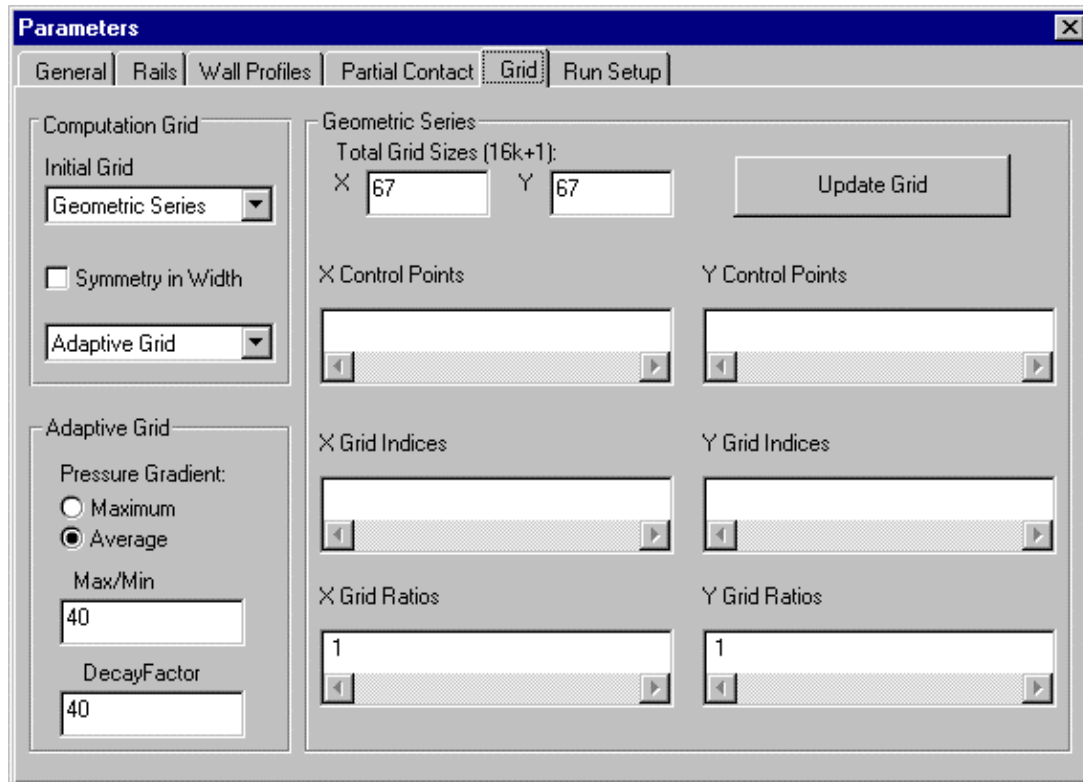 Parameters
General Rails Wall Profiles Partial Contact Grid Run Setup
Computation Grid
Initial Grid
Geometric Series
Symmetry in Width
Adaptive Grid
Adaptive Grid
Pressure Gradient:
Maximum
Average
Max/Min
40
DecayFactor
40
Geometric Series
Total Grid Sizes (16k+1):
X 67 Y 67
Update Grid
X Control Points Y Control Points
X Grid Indices Y Grid Indices
X Grid Ratios Y Grid Ratios
1 1